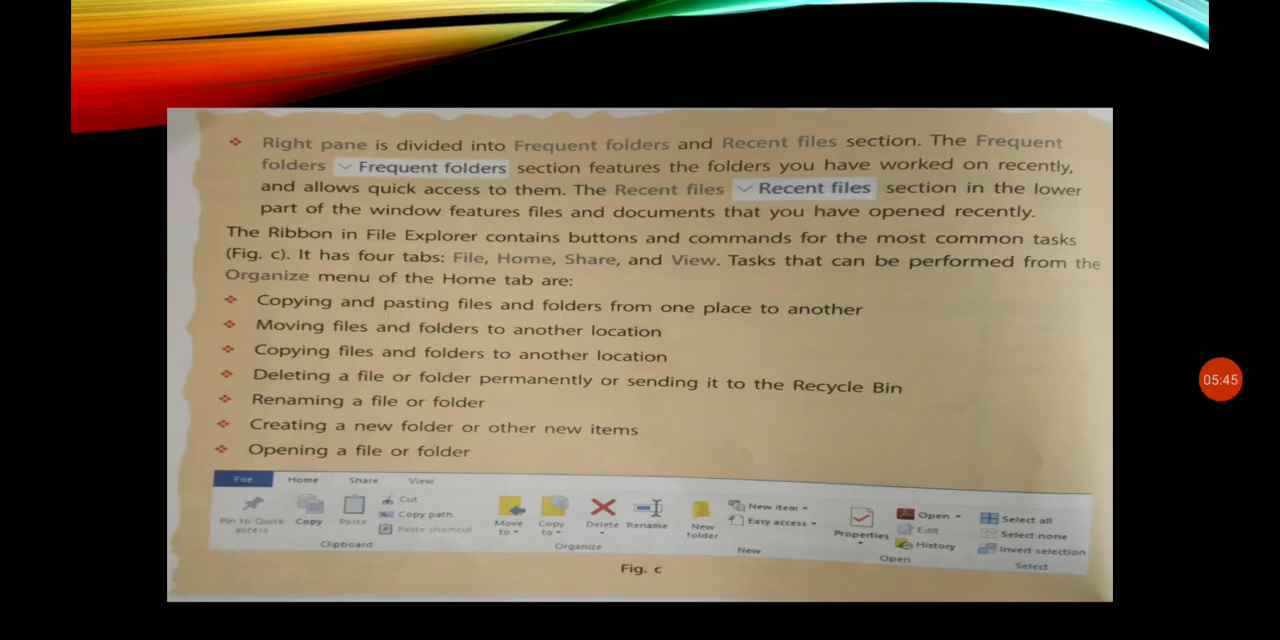 Right pane is divided into Frequent folders and Recent files section. The Frequent
folders Frequent folders section features the folders you have worked on recently,
and allows quick access to them. The Recent files Recent files section in the lower
part of the window features files and documents that you have opened recently.
The Ribbon in File Explorer contains buttons and commands for the most common tasks
(Fig. c). It has four tabs: File, Home, Share, and View. Tasks that can be performed from the
Organize menu of the Home tab are:
Copying and pasting files and folders from one place to another
Moving files and folders to another location
Copying files and folders to another location
Deleting a file or folder permanently or sending it to the Recycle Bin
Renaming a file or folder
Creating a new folder or other new items
Opening a file or folder
File Home Share View
Pin to Quick access
Copy
Paste
Cut
Copy path
Paste shortcut
Clipboard
Move to
Copy to
Delete
Rename
Organize
New folder
New item
Easy access
New
Properties
Open
Edit
History
Open
Select all
Select none
Invert selection
Select
Fig. c
05:45